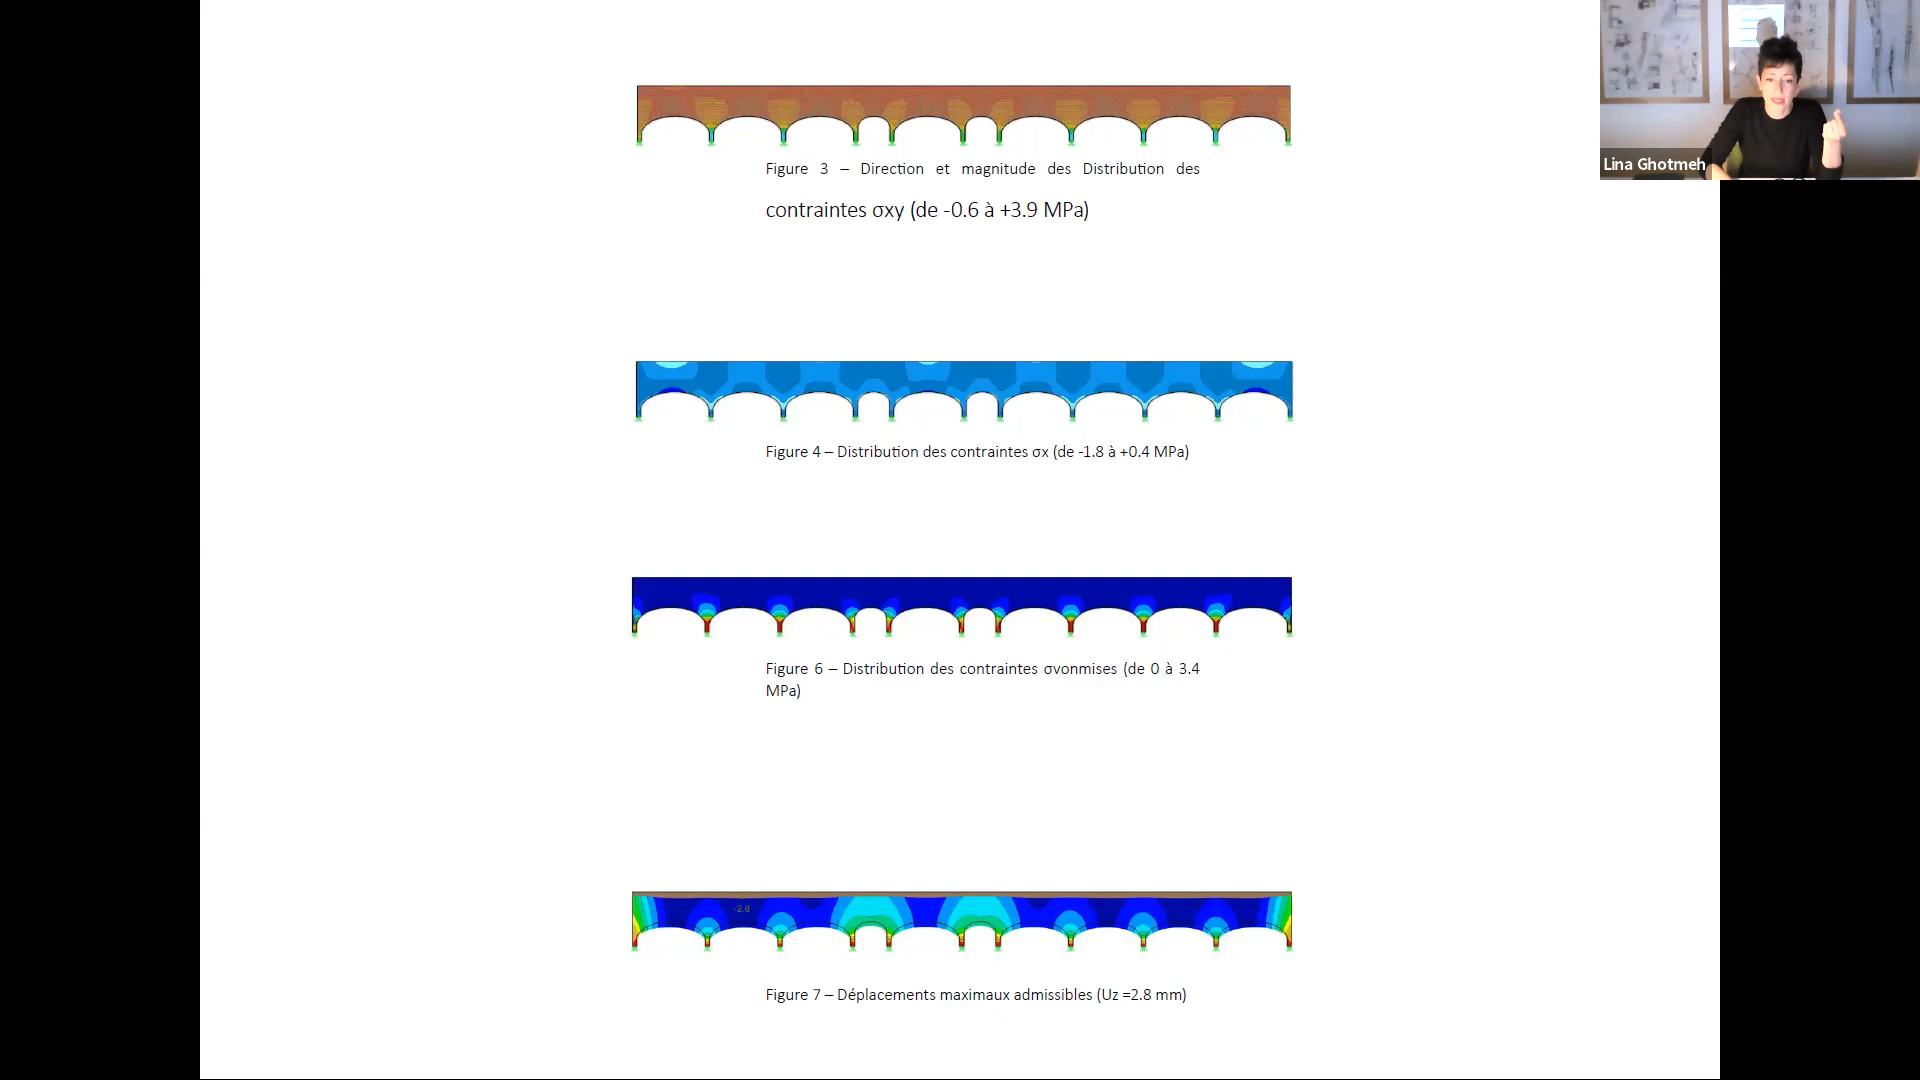 Lina Ghotmeh
Figure 3 – Direction et magnitude des Distribution des
contraintes σxy (de -0.6 à +3.9 MPa)
Figure 4 – Distribution des contraintes σx (de -1.8 à +0.4 MPa)
Figure 6 – Distribution des contraintes σvonmises (de 0 à 3.4
MPa)
-2.8
Figure 7 – Déplacements maximaux admissibles (Uz =2.8 mm)